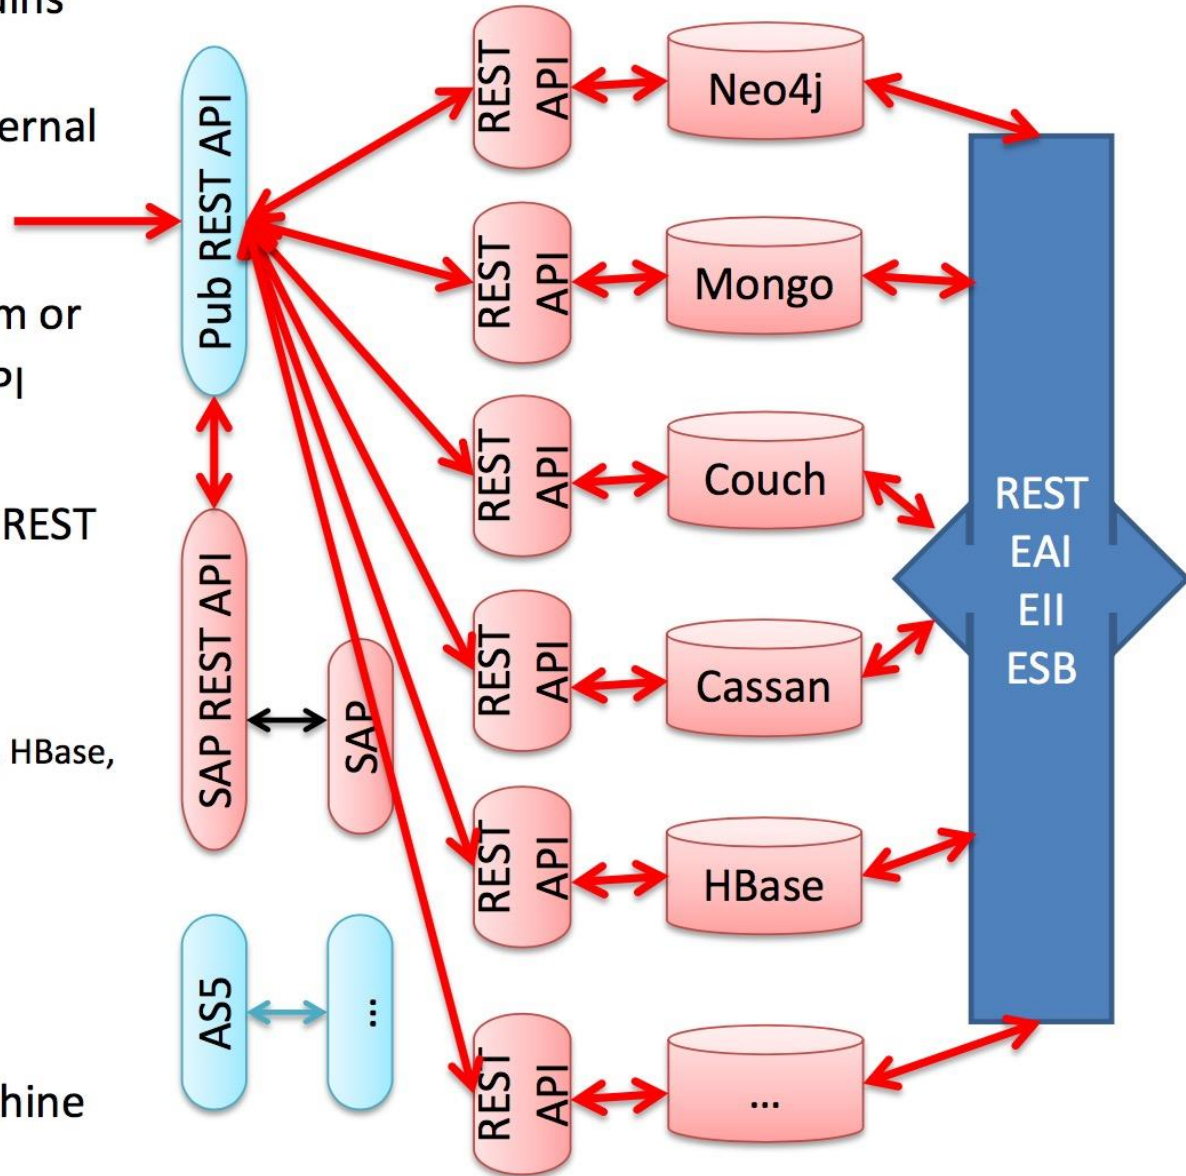 ernal
m or
PI
REST
HBase,
hine
Pub REST API
SAP REST API
SAP
AS5
...
REST
API
Neo4j
REST
API
Mongo
REST
API
Couch
REST
API
Cassan
REST
API
HBase
REST
API
...
REST
EAI
EII
ESB